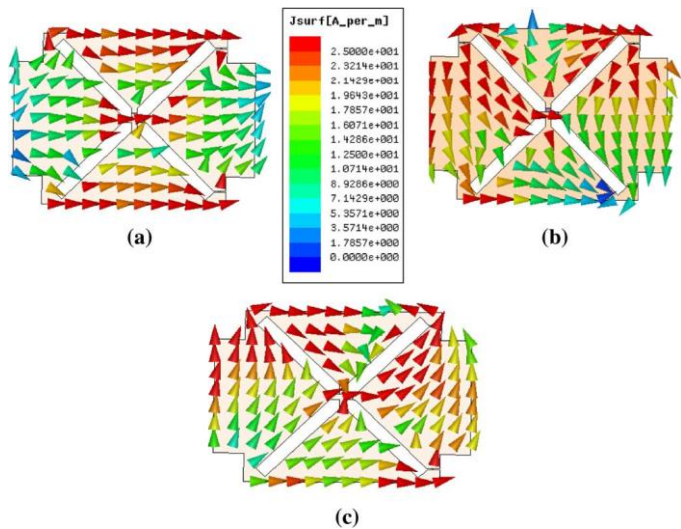 Jsurf[A_per_m]
2.5000e+001
2.3214e+001
2.1429e+001
1.9643e+001
1.7857e+001
1.6071e+001
1.4286e+001
1.2500e+001
1.0714e+001
8.9286e+000
7.1429e+000
5.3571e+000
3.5714e+000
1.7857e+000
0.0000e+000
(a)
(b)
(c)